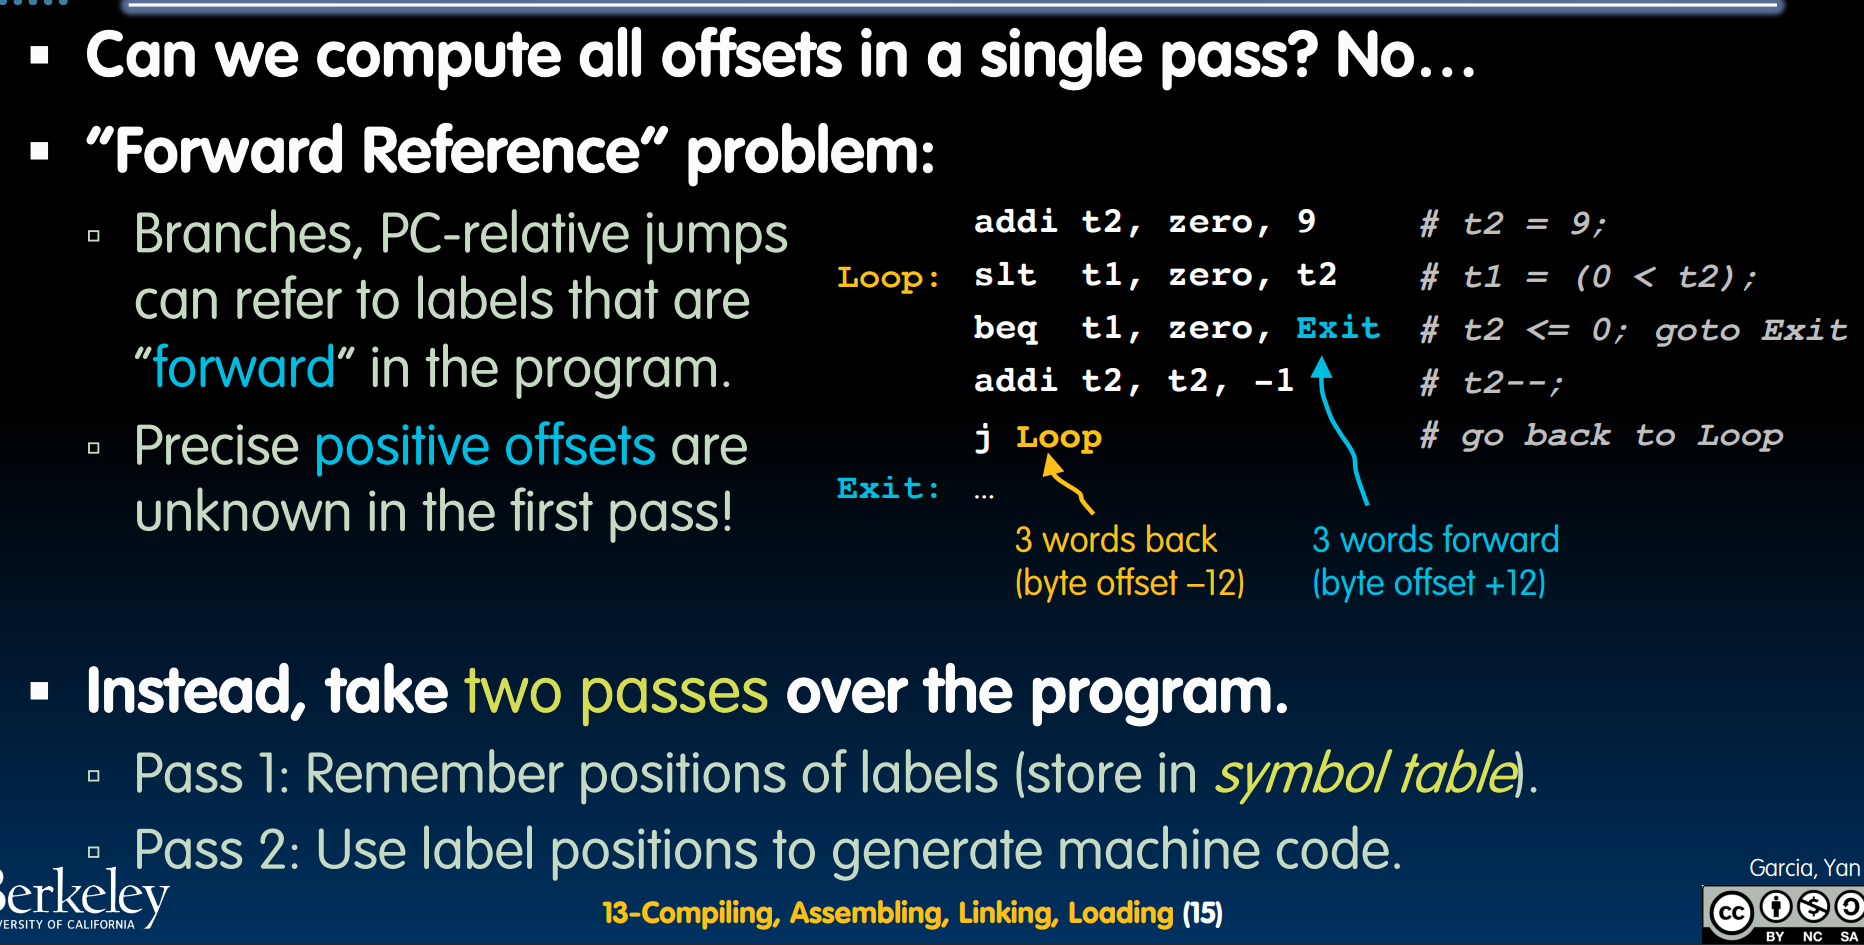 ▪ Can we compute all offsets in a single pass? No…
▪ “Forward Reference” problem:
▫ Branches, PC-relative jumps
can refer to labels that are
“forward” in the program.
▫ Precise positive offsets are
unknown in the first pass!
addi t2, zero, 9 # t2 = 9;
Loop: slt t1, zero, t2 # t1 = (0 < t2);
beq t1, zero, Exit # t2 <= 0; goto Exit
addi t2, t2, -1 # t2--;
j Loop # go back to Loop
Exit: …
3 words back
(byte offset –12)
3 words forward
(byte offset +12)
▪ Instead, take two passes over the program.
▫ Pass 1: Remember positions of labels (store in symbol table).
▫ Pass 2: Use label positions to generate machine code.
Berkeley
VERSITY OF CALIFORNIA
13-Compiling, Assembling, Linking, Loading (15)
Garcia, Yan
cc
BY NC SA